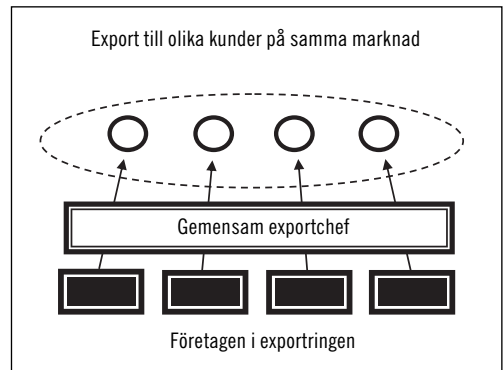 Export till olika kunder på samma marknad
Gemensam exportchef
Företagen i exportringen